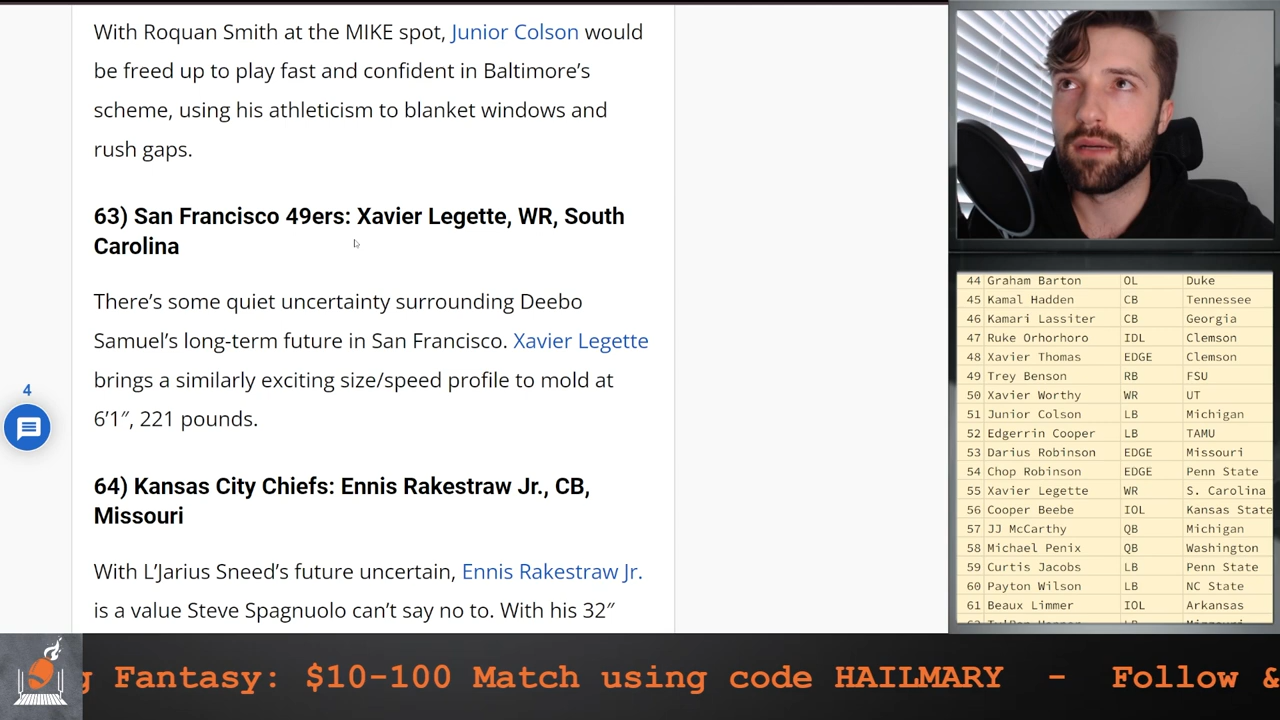 With Roquan Smith at the MIKE spot, Junior Colson would
be freed up to play fast and confident in Baltimore’s
scheme, using his athleticism to blanket windows and
rush gaps.
63) San Francisco 49ers: Xavier Legette, WR, South
Carolina
There’s some quiet uncertainty surrounding Deebo
Samuel’s long-term future in San Francisco. Xavier Legette
brings a similarly exciting size/speed profile to mold at
6’1″, 221 pounds.
4
64) Kansas City Chiefs: Ennis Rakestraw Jr., CB,
Missouri
With L’Jarius Sneed’s future uncertain, Ennis Rakestraw Jr.
is a value Steve Spagnuolo can’t say no to. With his 32″
44 Graham Barton OL Duke
45 Kamal Hadden CB Tennessee
46 Kamari Lassiter CB Georgia
47 Ruke Orhorhoro IDL Clemson
48 Xavier Thomas EDGE Clemson
49 Trey Benson RB FSU
50 Xavier Worthy WR UT
51 Junior Colson LB Michigan
52 Edgerrin Cooper LB TAMU
53 Darius Robinson EDGE Missouri
54 Chop Robinson EDGE Penn State
55 Xavier Legette WR S. Carolina
56 Cooper Beebe IOL Kansas State
57 JJ McCarthy QB Michigan
58 Michael Penix QB Washington
59 Curtis Jacobs LB Penn State
60 Payton Wilson LB NC State
61 Beaux Limmer IOL Arkansas
g Fantasy: $10-100 Match using code HAILMARY - Follow &